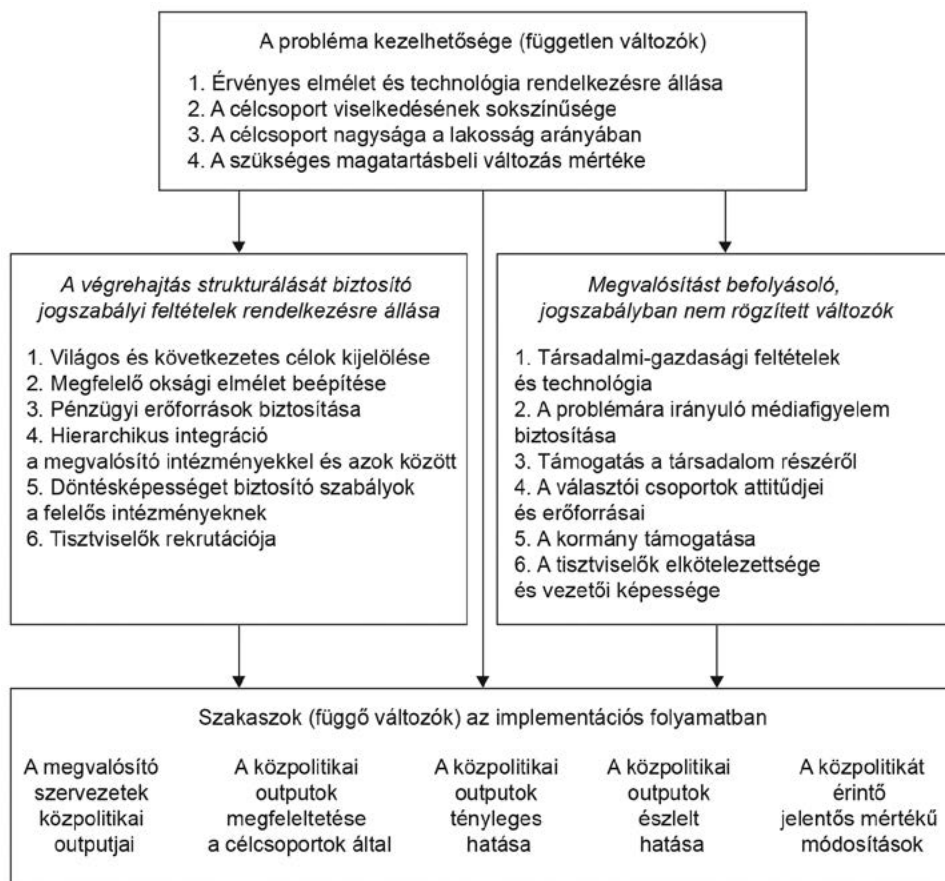 A probléma kezelhetősége (független változók)
1. Érvényes elmélet és technológia rendelkezésre állása
2. A célcsoport viselkedésének sokszínűsége
3. A célcsoport nagysága a lakosság arányában
4. A szükséges magatartásbeli változás mértéke
A végrehajtás strukturálását biztosító
jogszabályi feltételek rendelkezésre állása
1. Világos és következetes célok kijelölése
2. Megfelelő oksági elmélet beépítése
3. Pénzügyi erőforrások biztosítása
4. Hierarchikus integráció
a megvalósító intézményekkel és azok között
5. Döntésképességet biztosító szabályok
a felelős intézményeknek
6. Tisztviselők rekrutációja
Megvalósítást befolyásoló,
jogszabályban nem rögzített változók
1. Társadalmi-gazdasági feltételek
és technológia
2. A problémára irányuló médiafigyelem
biztosítása
3. Támogatás a társadalom részéről
4. A választói csoportok attitűdjei
és erőforrásai
5. A kormány támogatása
6. A tisztviselők elkötelezettsége
és vezetői képessége
Szakaszok (függő változók) az implementációs folyamatban
A megvalósító
szervezetek
közpolitikai
outputjai
A közpolitikai
outputok
megfeleltetése
a célcsoportok által
A közpolitikai
outputok
tényleges
hatása
A közpolitikai
outputok
észlelt
hatása
A közpolitikát
érintő
jelentős mértékű
módosítások